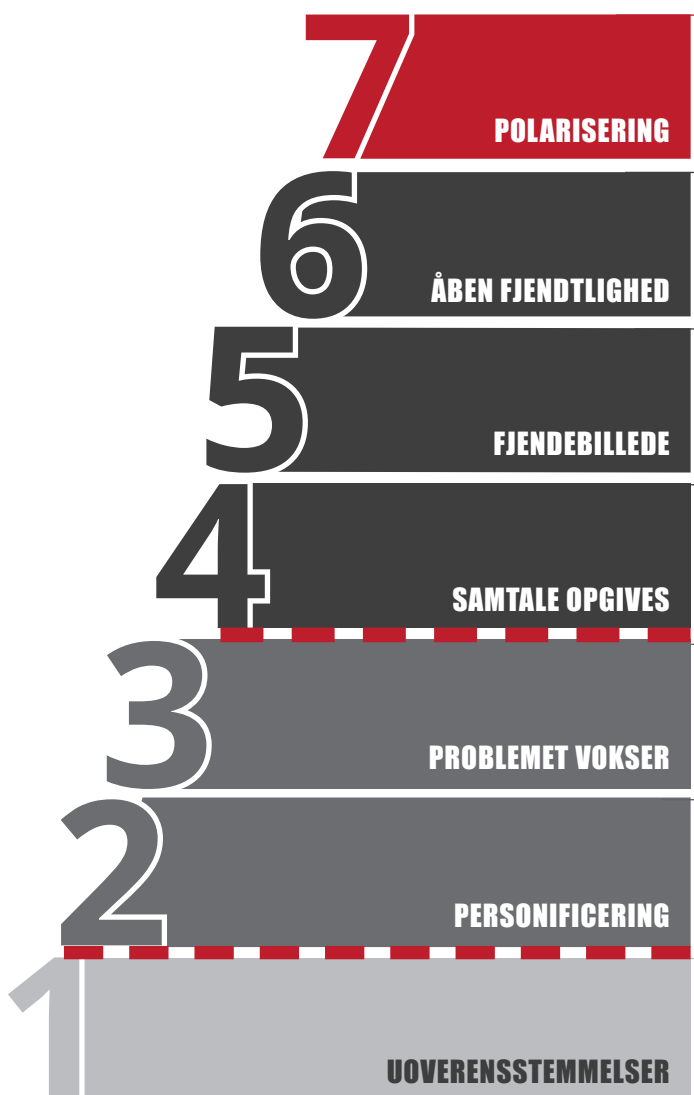 7
POLARISERING
6
ÅBEN FJENDTLIGHED
5
FJENDEBILLEDE
4
SAMTALE OPGIVES
3
PROBLEMET VOKSER
2
PERSONIFICERING
1
UOVERENSSTEMMELSER